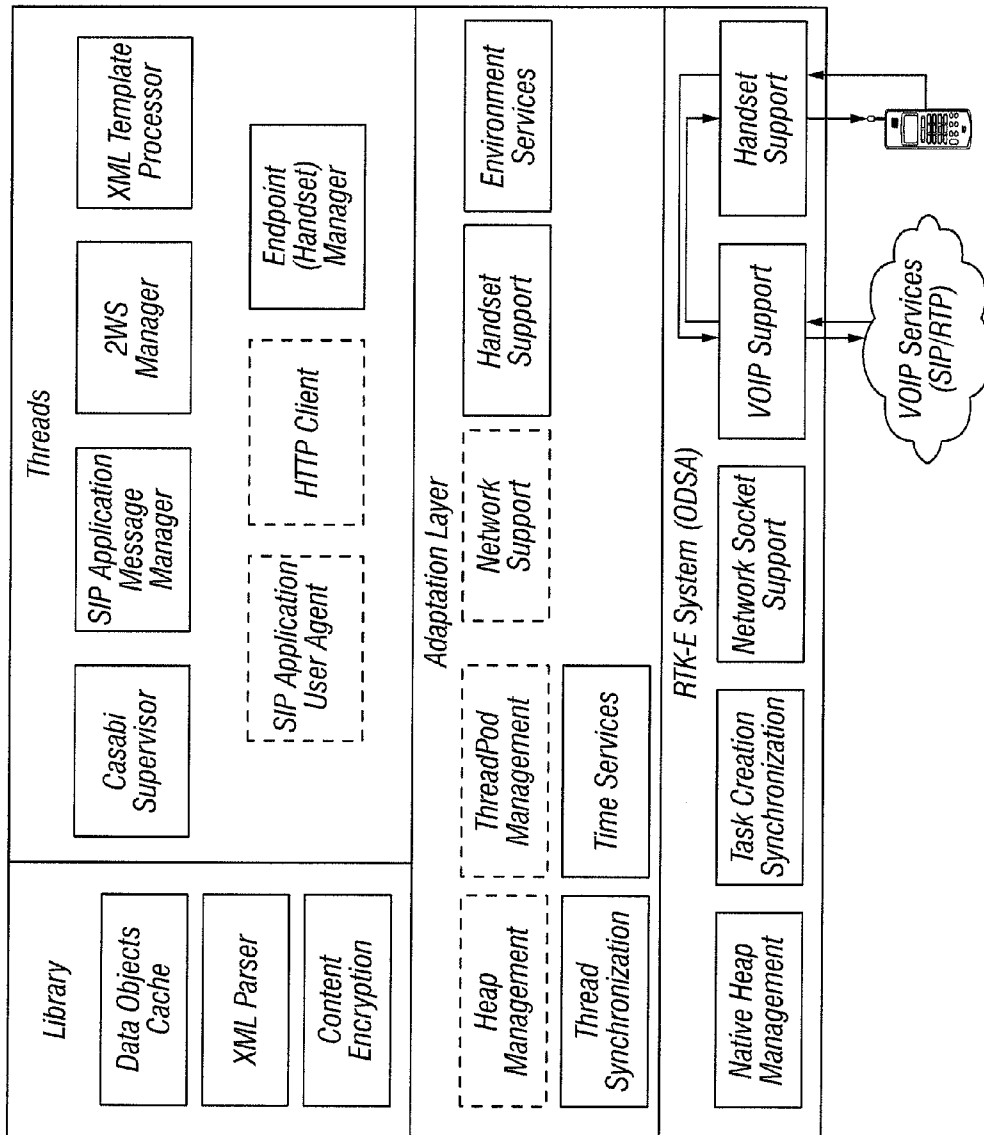 Library
Data Objects
Cache
XML Parser
Content
Encryption
Threads
Casabi
Supervisor
SIP Application
Message
Manager
2WS
Manager
XML Template
Processor
SIP Application
User Agent
HTTP Client
Endpoint
(Handset)
Manager
Adaptation Layer
Heap
Management
ThreadPod
Management
Network
Support
Handset
Support
Environment
Services
Thread
Synchronization
Time Services
RTK-E System (ODSA)
Native Heap
Management
Task Creation
Synchronization
Network Socket
Support
VOIP Support
Handset
Support
VOIP Services
(SIP/RTP)